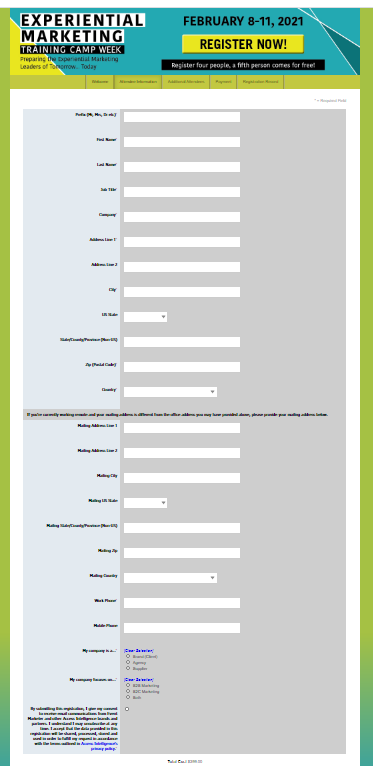 EXPERIENTIAL
MARKETING
TRAINING CAMP WEEK
Preparing the Experiential Marketing
Leaders of Tomorrow... Today
FEBRUARY 8-11, 2021
REGISTER NOW!
Register four people, a fifth person comes for free!
Welcome Attendee Information Additional Attendees Payment Registration Record
* = Required Field
Prefix (Mr, Mrs, Dr etc)*
First Name*
Last Name*
Job Title*
Company*
Address Line 1*
Address Line 2
City*
US State
State/County/Province (Non-US)
Zip (Postal Code)*
Country*
If you're currently working remote and your mailing address is different from the office address you may have provided above, please provide your mailing address below.
Mailing Address Line 1
Mailing Address Line 2
Mailing City
Mailing US State
Mailing State/County/Province (Non-US)
Mailing Zip
Mailing Country
Work Phone*
Mobile Phone
My company is a...*
(Clear Selection)
Brand (Client)
Agency
Supplier
My company focuses on...*
(Clear Selection)
B2B Marketing
B2C Marketing
Both
By submitting this registration, I give my consent
to receive email communications from Event
Marketer and other Access Intelligence brands and
partners. I understand I may unsubscribe at any
time. I accept that the data provided in this
registration will be shared, processed, stored and
used in order to fulfill my request in accordance
with the terms outlined in Access Intelligence's
privacy policy.*
Total Cost